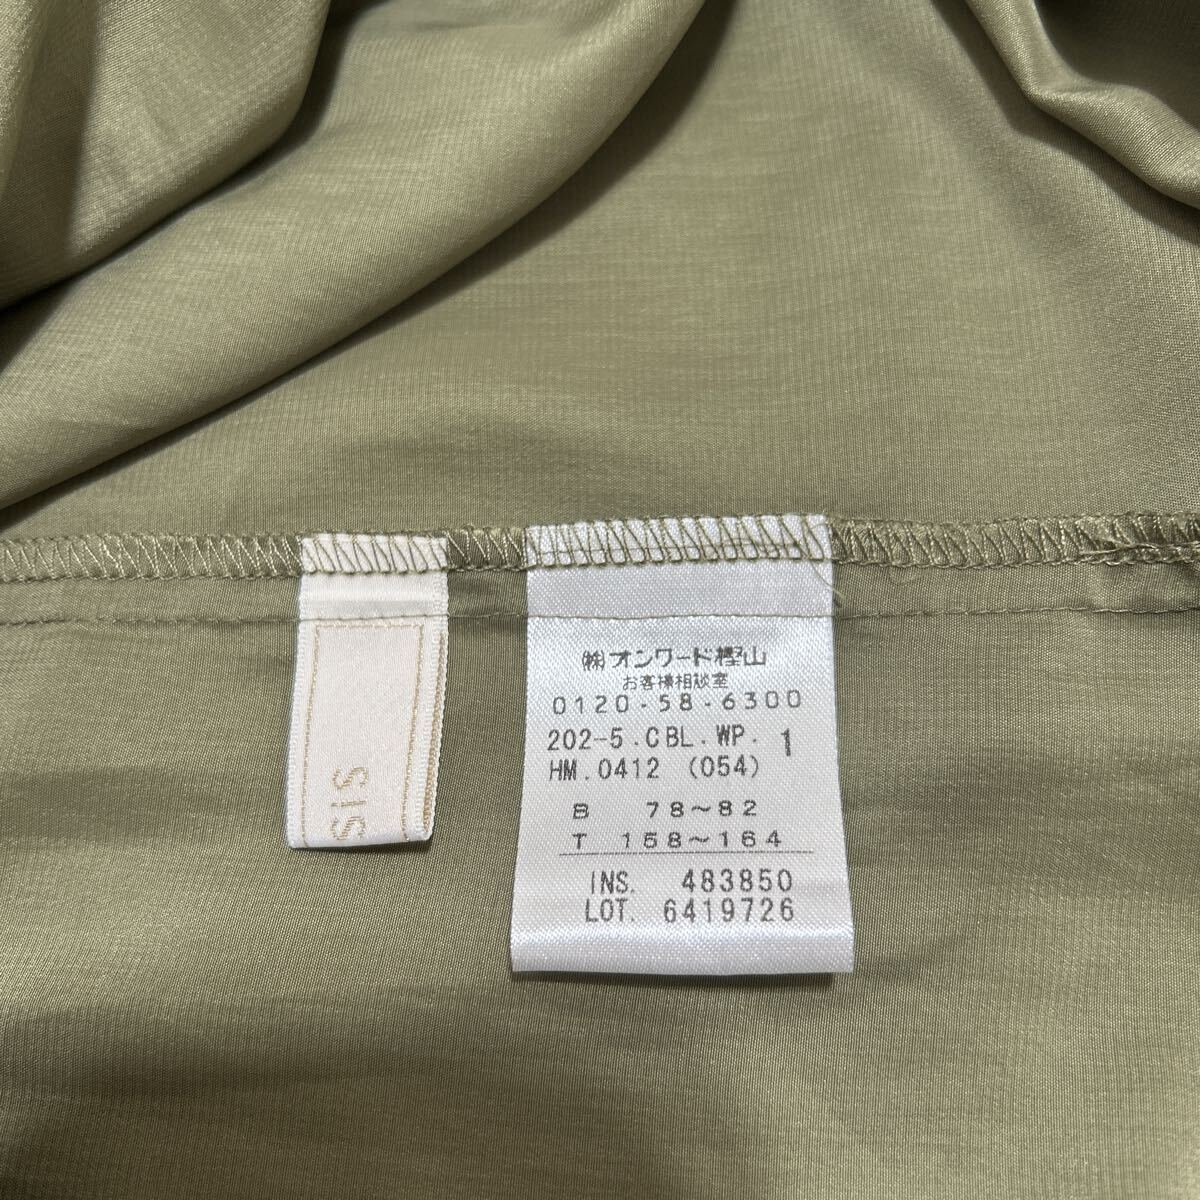 SIS
㈱オンワード樫山
お客様相談室
0120-58-6300
202-5.CBL.WP. 1
HM.0412 (054)
B 78~82
T 158~164
INS. 483850
LOT. 6419726